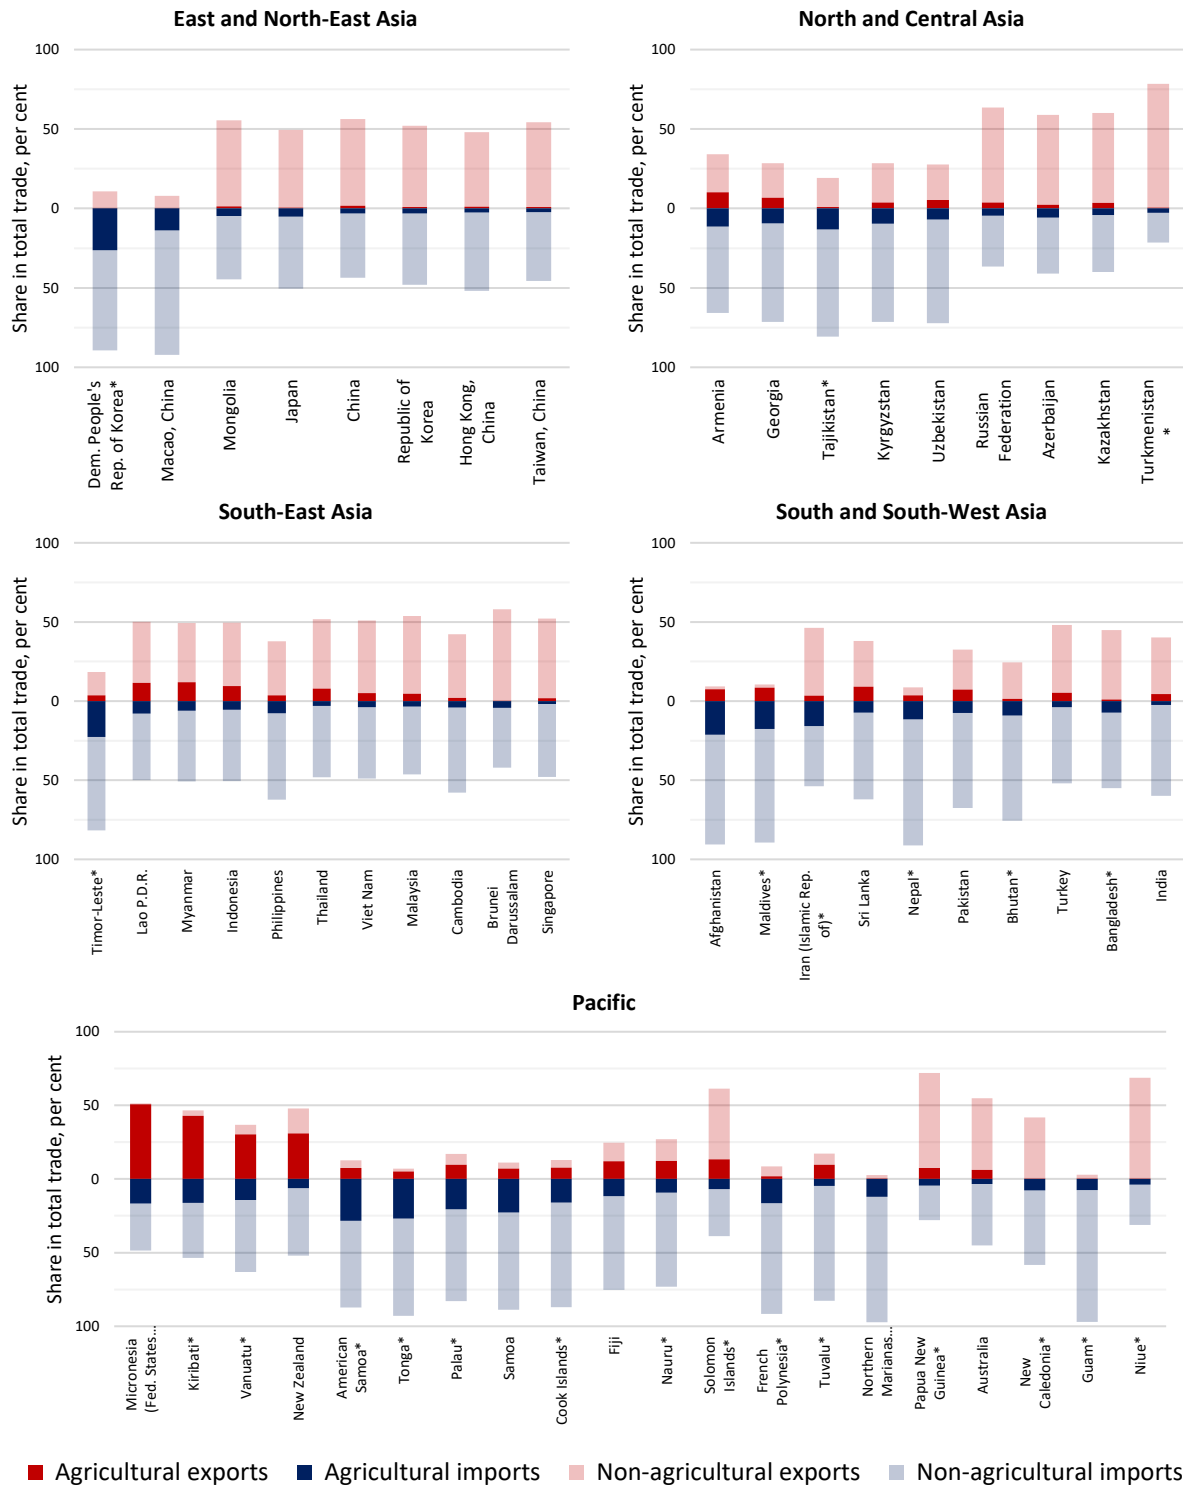 East and North-East Asia
Share in total trade, per cent
100
50
0
50
100
Dem. People's
Rep. of Korea*
Macao, China
Mongolia
Japan
China
Republic of
Korea
Hong Kong,
China
Taiwan, China
North and Central Asia
Share in total trade, per cent
100
50
0
50
100
Armenia
Georgia
Tajikistan*
Kyrgyzstan
Uzbekistan
Russian
Federation
Azerbaijan
Kazakhstan
Turkmenistan
*
South-East Asia
Share in total trade, per cent
100
50
0
50
100
Timor-Leste*
Lao P.D.R.
Myanmar
Indonesia
Philippines
Thailand
Viet Nam
Malaysia
Cambodia
Brunei
Darussalam
Singapore
South and South-West Asia
Share in total trade, per cent
100
50
0
50
100
Afghanistan
Maldives*
Iran (Islamic Rep.
of)*
Sri Lanka
Nepal*
Pakistan
Bhutan*
Turkey
Bangladesh*
India
Pacific
Share in total trade, per cent
100
50
0
50
100
Micronesia
(Fed. States...
Kiribati*
Vanuatu*
New Zealand
American
Samoa*
Tonga*
Palau*
Samoa
Cook Islands*
Fiji
Nauru*
Solomon
Islands*
French
Polynesia*
Tuvalu*
Northern
Marianas...
Papua New
Guinea*
Australia
New
Caledonia*
Guam*
Niue*
Agricultural exports
Agricultural imports
Non-agricultural exports
Non-agricultural imports